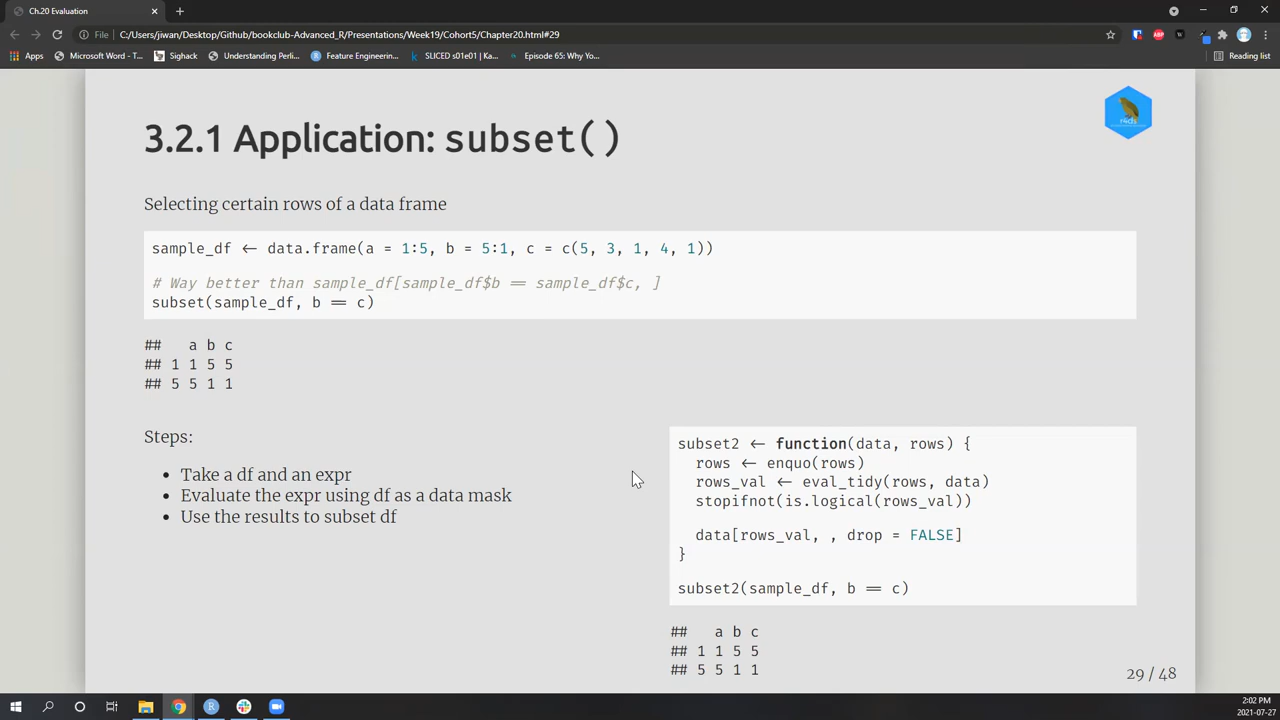 Ch.20 Evaluation
File C:/Users/jiwan/Desktop/Github/bookclub-Advanced_R/Presentations/Week19/Cohort5/Chapter20.html#29
Apps Microsoft Word - T... Sighack Understanding Perli... Feature Engineerin... SLICED s01e01 | Ka... Episode 65: Why Yo... Reading list
3.2.1 Application: subset()
r4ds
Selecting certain rows of a data frame
sample_df <- data.frame(a = 1:5, b = 5:1, c = c(5, 3, 1, 4, 1))
# Way better than sample_df[sample_df$b == sample_df$c, ]
subset(sample_df, b == c)
## a b c
## 1 1 5 5
## 5 5 1 1
Steps:
• Take a df and an expr
• Evaluate the expr using df as a data mask
• Use the results to subset df
subset2 <- function(data, rows) {
rows <- enquo(rows)
rows_val <- eval_tidy(rows, data)
stopifnot(is.logical(rows_val))
data[rows_val, , drop = FALSE]
}
subset2(sample_df, b == c)
## a b c
## 1 1 5 5
## 5 5 1 1
29 / 48
2:02 PM
2021-07-27